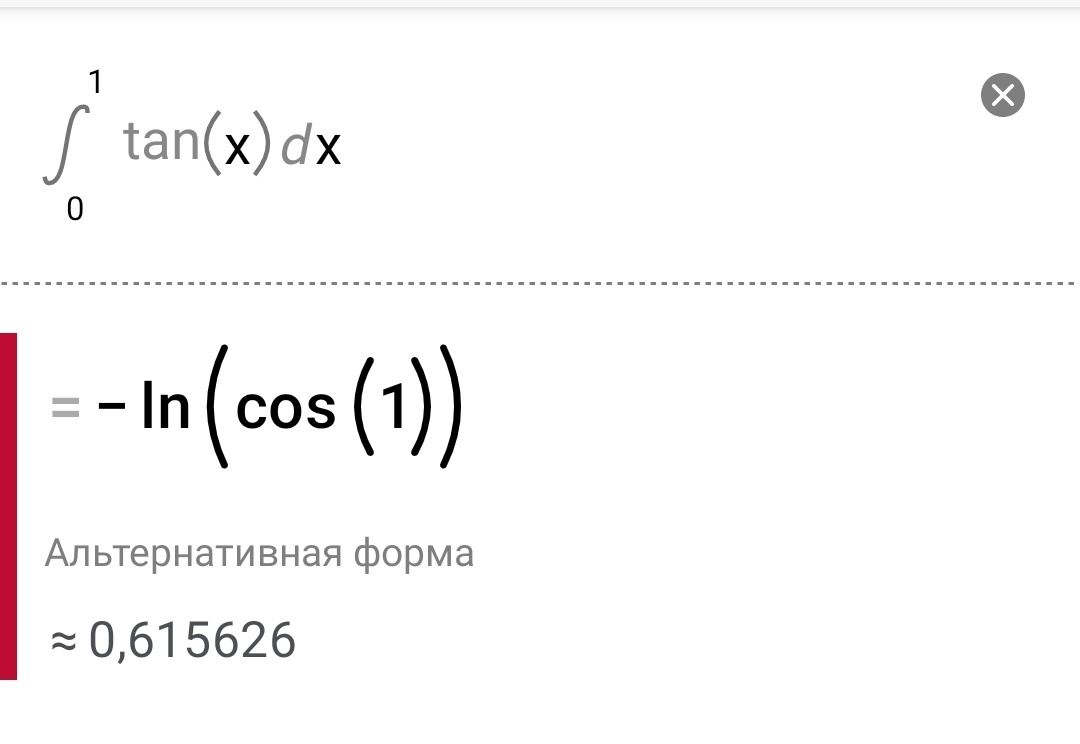 ∫₀¹ tan(x) dx
= − ln(cos(1))
Альтернативная форма
≈ 0,615626